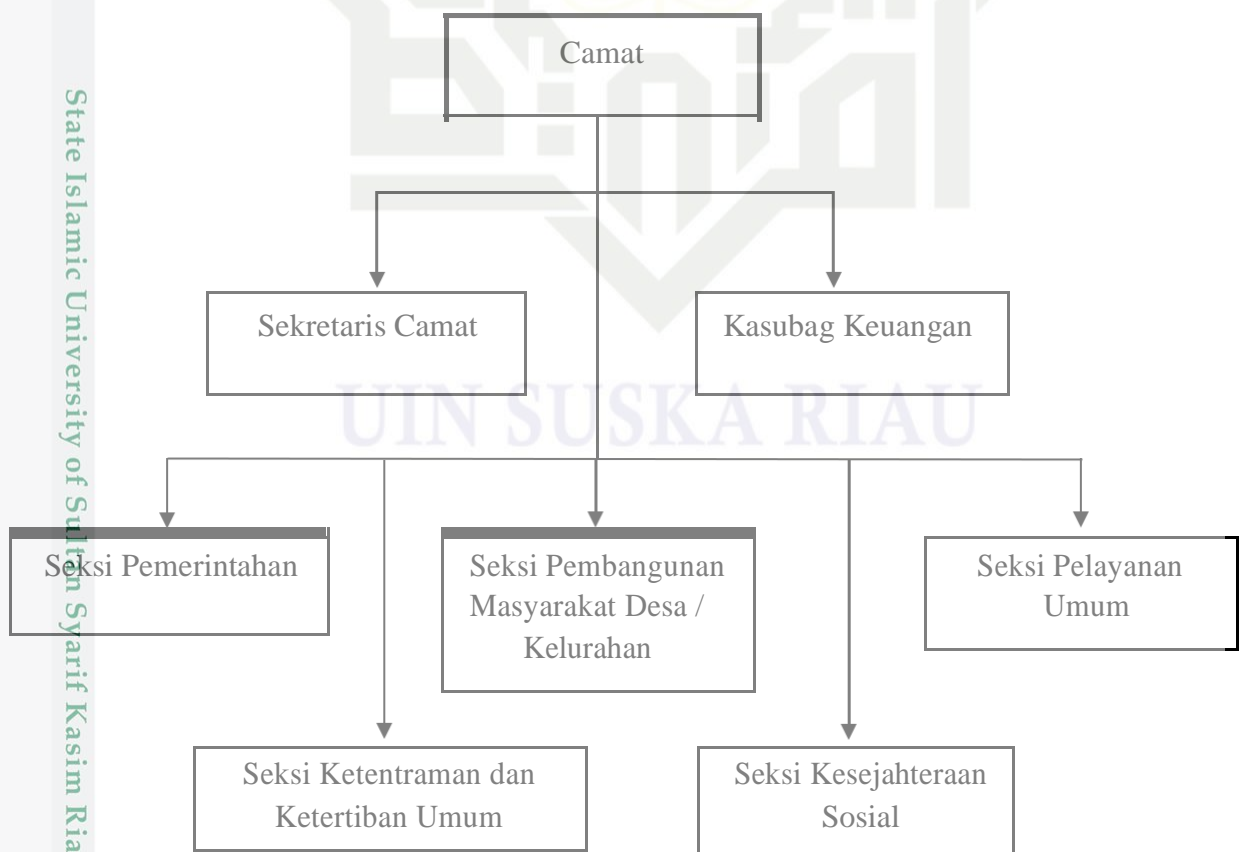 Camat
Sekretaris Camat
Kasubag Keuangan
UIN SUSKA RIAU
Seksi Pemerintahan
Seksi Pembangunan
Masyarakat Desa /
Kelurahan
Seksi Pelayanan
Umum
Seksi Ketentraman dan
Ketertiban Umum
Seksi Kesejahteraan
Sosial
State Islamic University of Sultan Syarif Kasim Ria